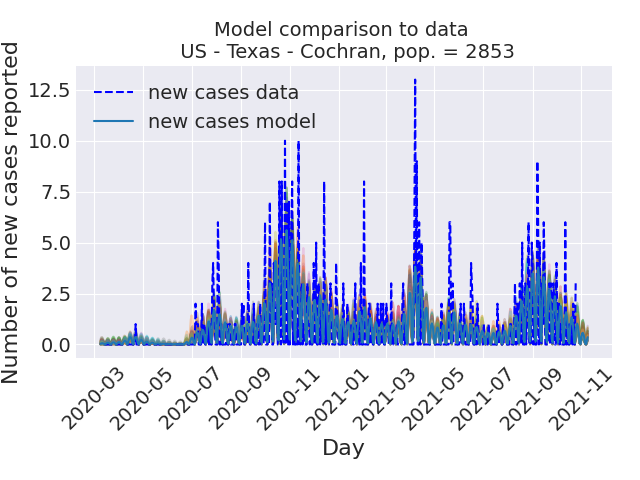 Model comparison to data
US - Texas - Cochran, pop. = 2853
Number of new cases reported
12.5
10.0
7.5
5.0
2.5
0.0
new cases data
new cases model
2020-03
2020-05
2020-07
2020-09
2020-11
2021-01
2021-03
2021-05
2021-07
2021-09
2021-11
Day